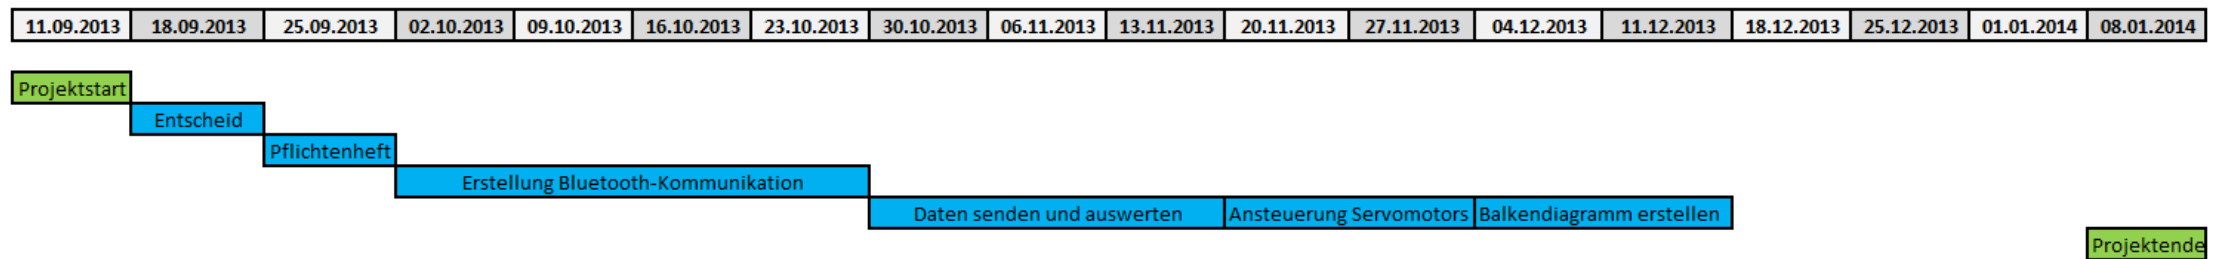 11.09.2013 18.09.2013 25.09.2013 02.10.2013 09.10.2013 16.10.2013 23.10.2013 30.10.2013 06.11.2013 13.11.2013 20.11.2013 27.11.2013 04.12.2013 11.12.2013 18.12.2013 25.12.2013 01.01.2014 08.01.2014
Projektstart
Entscheid
Pflichtenheft
Erstellung Bluetooth-Kommunikation
Daten senden und auswerten Ansteuerung Servomotors Balkendiagramm erstellen
Projektende